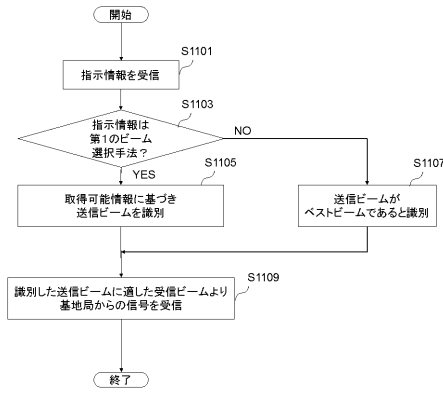 開始
S1101
指示情報を受信
S1103
指示情報は
第1のビーム
選択手法？
NO
YES
S1105
取得可能情報に基づき
送信ビームを識別
S1107
送信ビームが
ベストビームであると識別
S1109
識別した送信ビームに適した受信ビームより
基地局からの信号を受信
終了